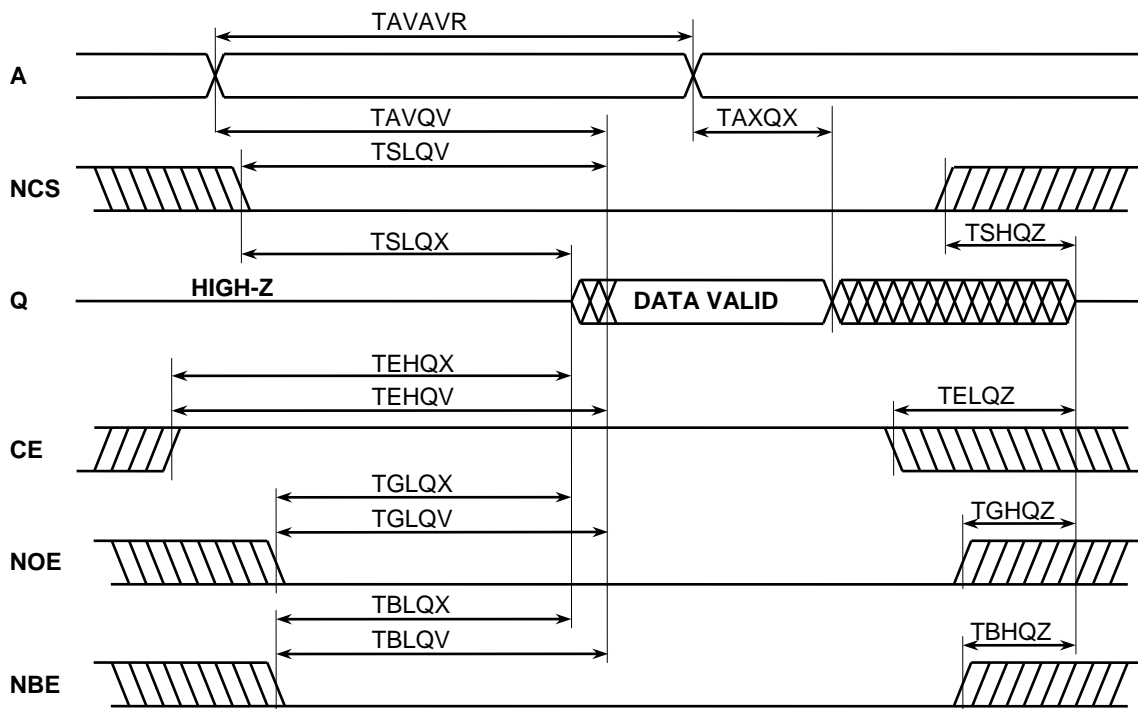 TAVAVR
A
TAVQV
TAXQX
TSLQV
NCS
TSLQX
TSHQZ
HIGH-Z
Q
DATA VALID
TEHQX
TEHQV
TELQZ
CE
TGLQX
TGHQZ
TGLQV
NOE
TBLQX
TBLQV
TBHQZ
NBE